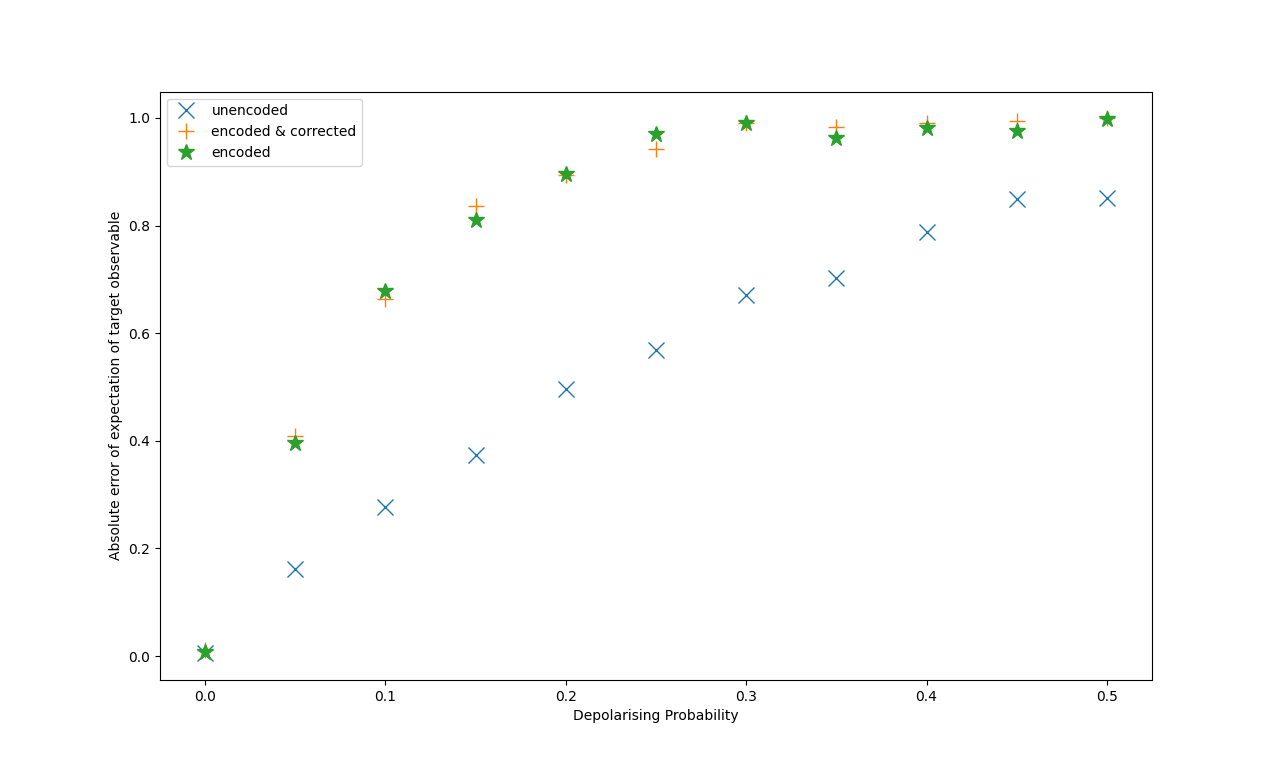 unencoded
encoded & corrected
encoded
1.0
0.8
0.6
0.4
0.2
0.0
Absolute error of expectation of target observable
0.0 0.1 0.2 0.3 0.4 0.5
Depolarising Probability